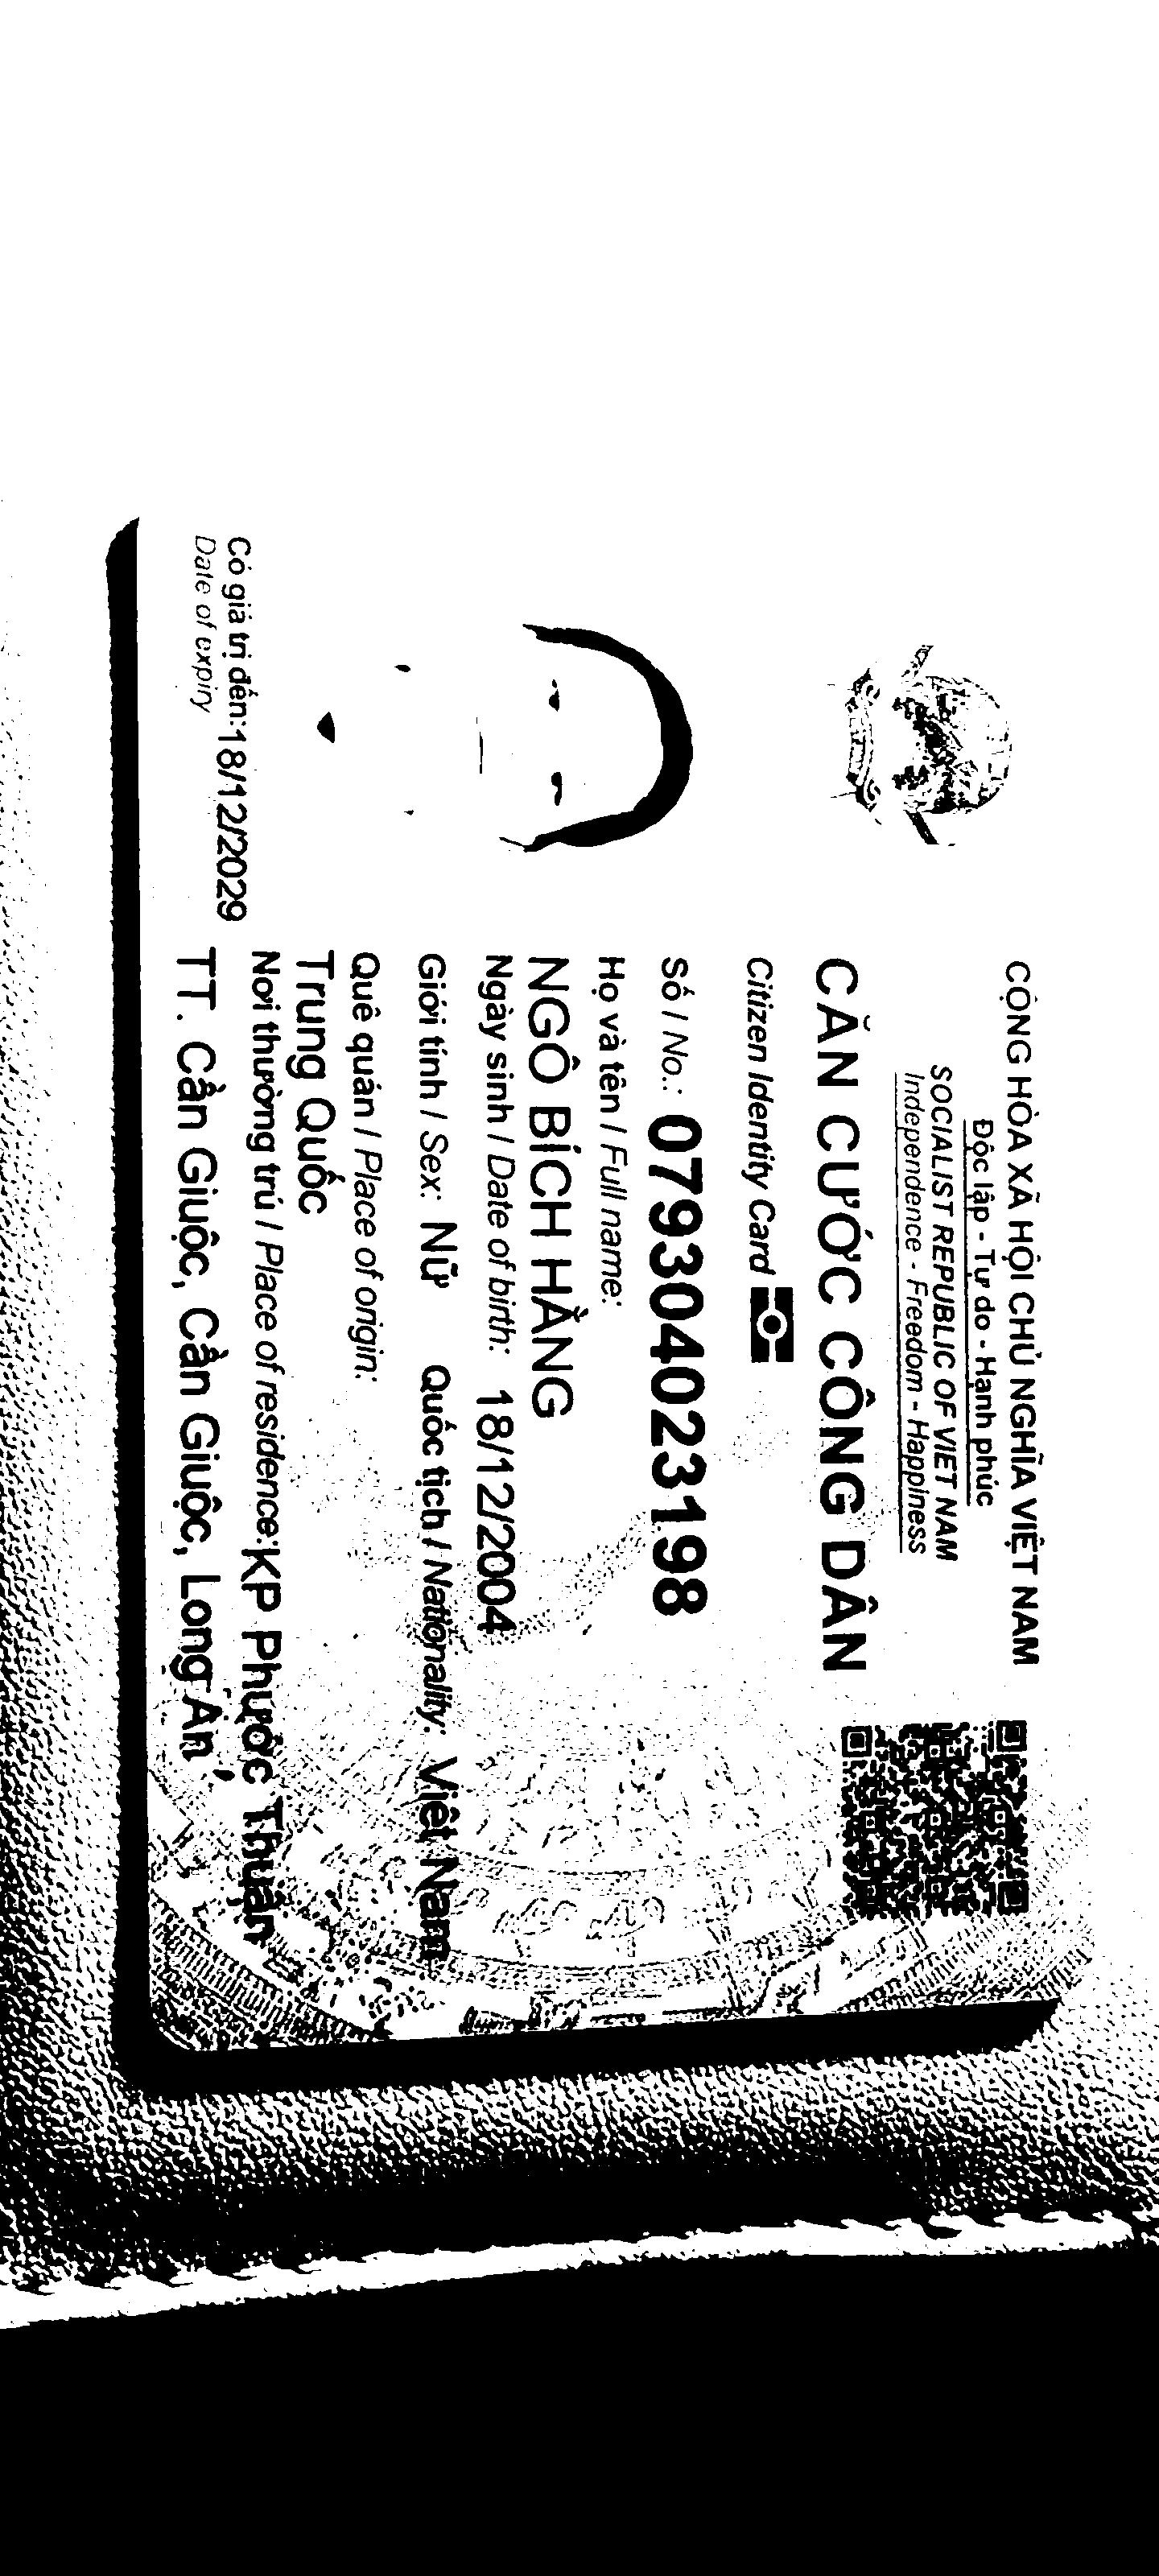 CỘNG HÒA XÃ HỘI CHỦ NGHĨA VIỆT NAM
Độc lập - Tự do - Hạnh phúc
SOCIALIST REPUBLIC OF VIET NAM
Independence - Freedom - Happiness
CĂN CƯỚC CÔNG DÂN
Citizen Identity Card
Số / No.: 079304023198
Họ và tên / Full name:
NGÔ BÍCH HẰNG
Ngày sinh / Date of birth: 18/12/2004
Giới tính / Sex: Nữ Quốc tịch / Nationality: Việt Nam
Quê quán / Place of origin:
Trung Quốc
Nơi thường trú / Place of residence: KP Phước Thuận,
TT. Cần Giuộc, Cần Giuộc, Long An
Có giá trị đến: 18/12/2029
Date of expiry